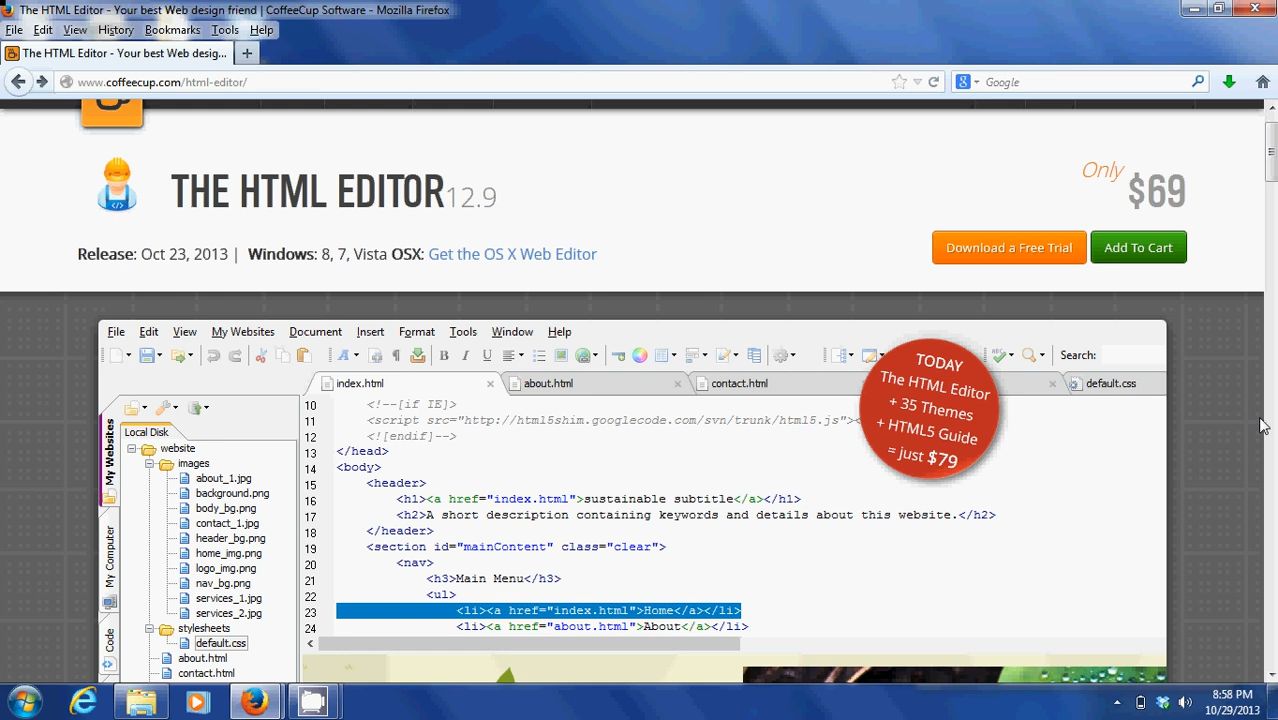 The HTML Editor - Your best Web design friend | CoffeeCup Software - Mozilla Firefox
File Edit View History Bookmarks Tools Help
The HTML Editor - Your best Web desig...
www.coffeecup.com/html-editor/
Google
THE HTML EDITOR 12.9
Only $69
Release: Oct 23, 2013 | Windows: 8, 7, Vista OSX: Get the OS X Web Editor
Download a Free Trial Add To Cart
File Edit View My Websites Document Insert Format Tools Window Help
Search:
index.html about.html contact.html default.css
TODAY
The HTML Editor
+ 35 Themes
+ HTML5 Guide
= just $79
My Websites
My Computer
Code
Local Disk
website
images
about_1.jpg
background.png
body_bg.png
contact_1.jpg
header_bg.png
home_img.png
logo_img.png
nav_bg.png
services_1.jpg
services_2.jpg
stylesheets
default.css
about.html
contact.html
10 <!--[if IE]>
11 <script src="http://html5shim.googlecode.com/svn/trunk/html5.js"><
12 <![endif]-->
13 </head>
14 <body>
15 <header>
16 <h1><a href="index.html">sustainable subtitle</a></h1>
17 <h2>A short description containing keywords and details about this website.</h2>
18 </header>
19 <section id="mainContent" class="clear">
20 <nav>
21 <h3>Main Menu</h3>
22 <ul>
23 <li><a href="index.html">Home</a></li>
24 <li><a href="about.html">About</a></li>
8:58 PM
10/29/2013